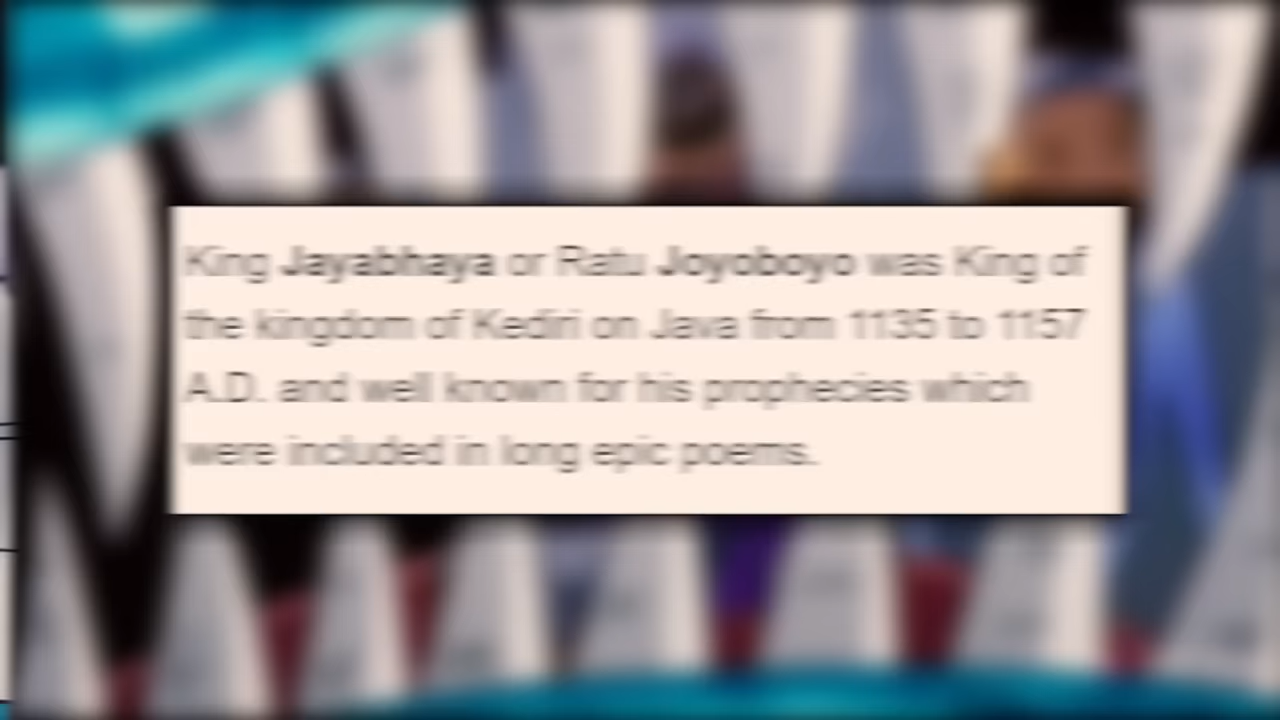 King Jayabhaya or Ratu Joyoboyo was King of
the kingdom of Kediri on Java from 1135 to 1157
A.D. and well known for his prophecies which
were included in long epic poems.